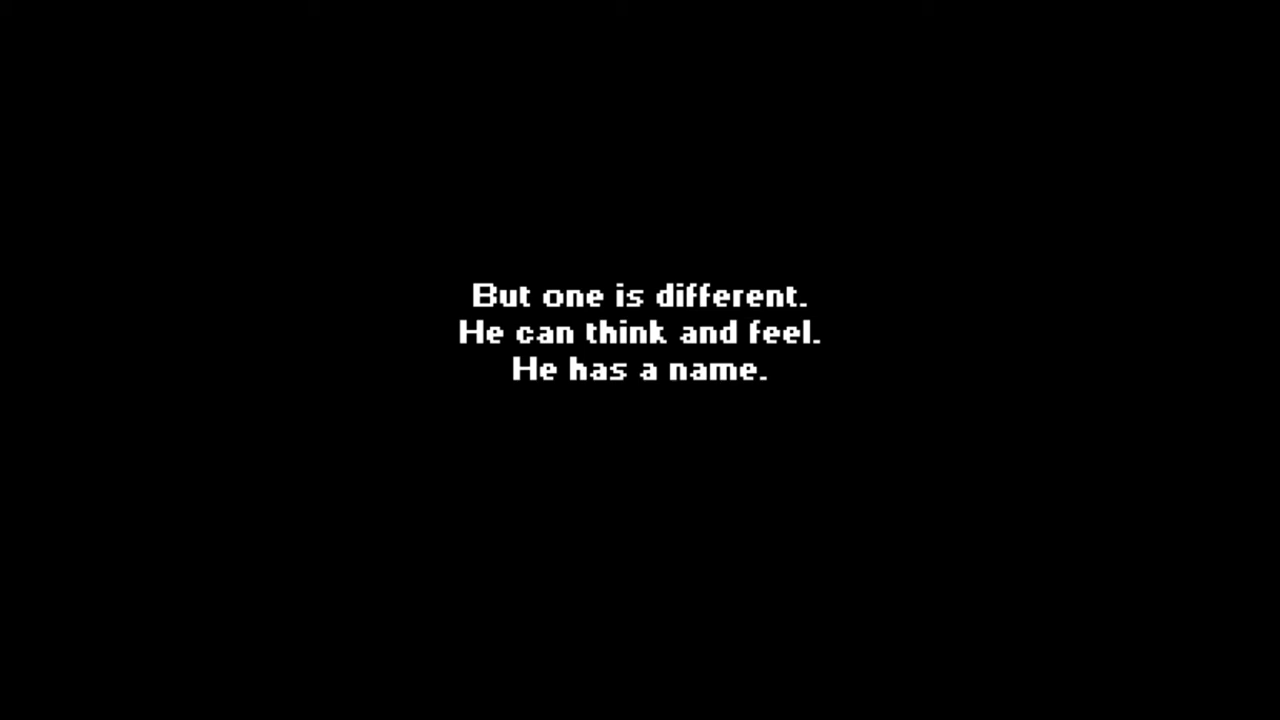 But one is different.
He can think and feel.
He has a name.